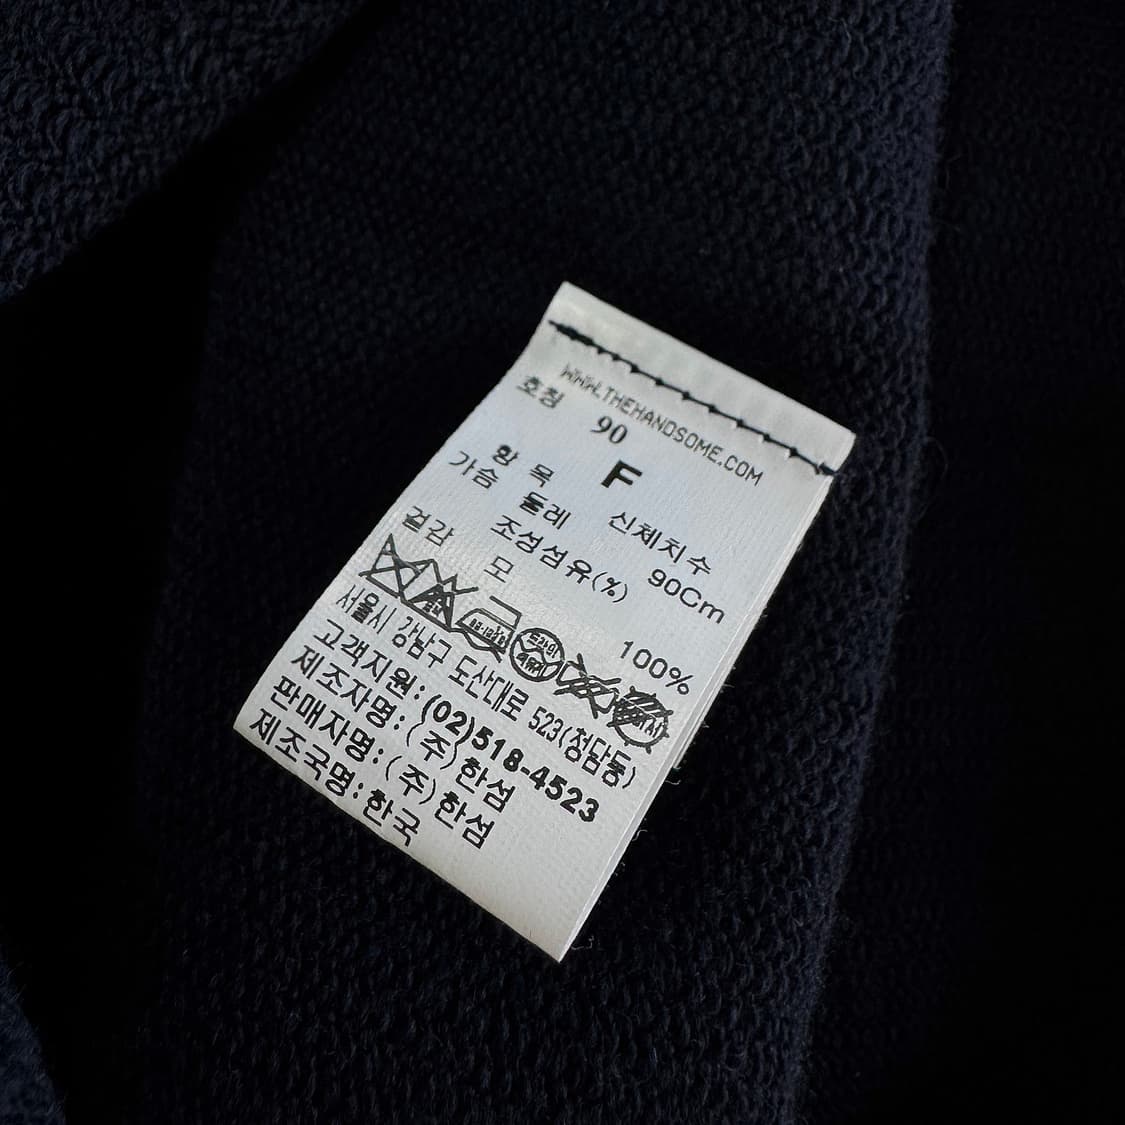 WWW.THEHANDSOME.COM
호칭 90
F
항 목 신체치수
가슴 둘레 90Cm
조성섬유(%)
겉감 모 100%
서울시 강남구 도산대로 523(청담동)
고객지원:(02)518-4523
제조자명:(주)한섬
판매자명:(주)한섬
제조국명:한국